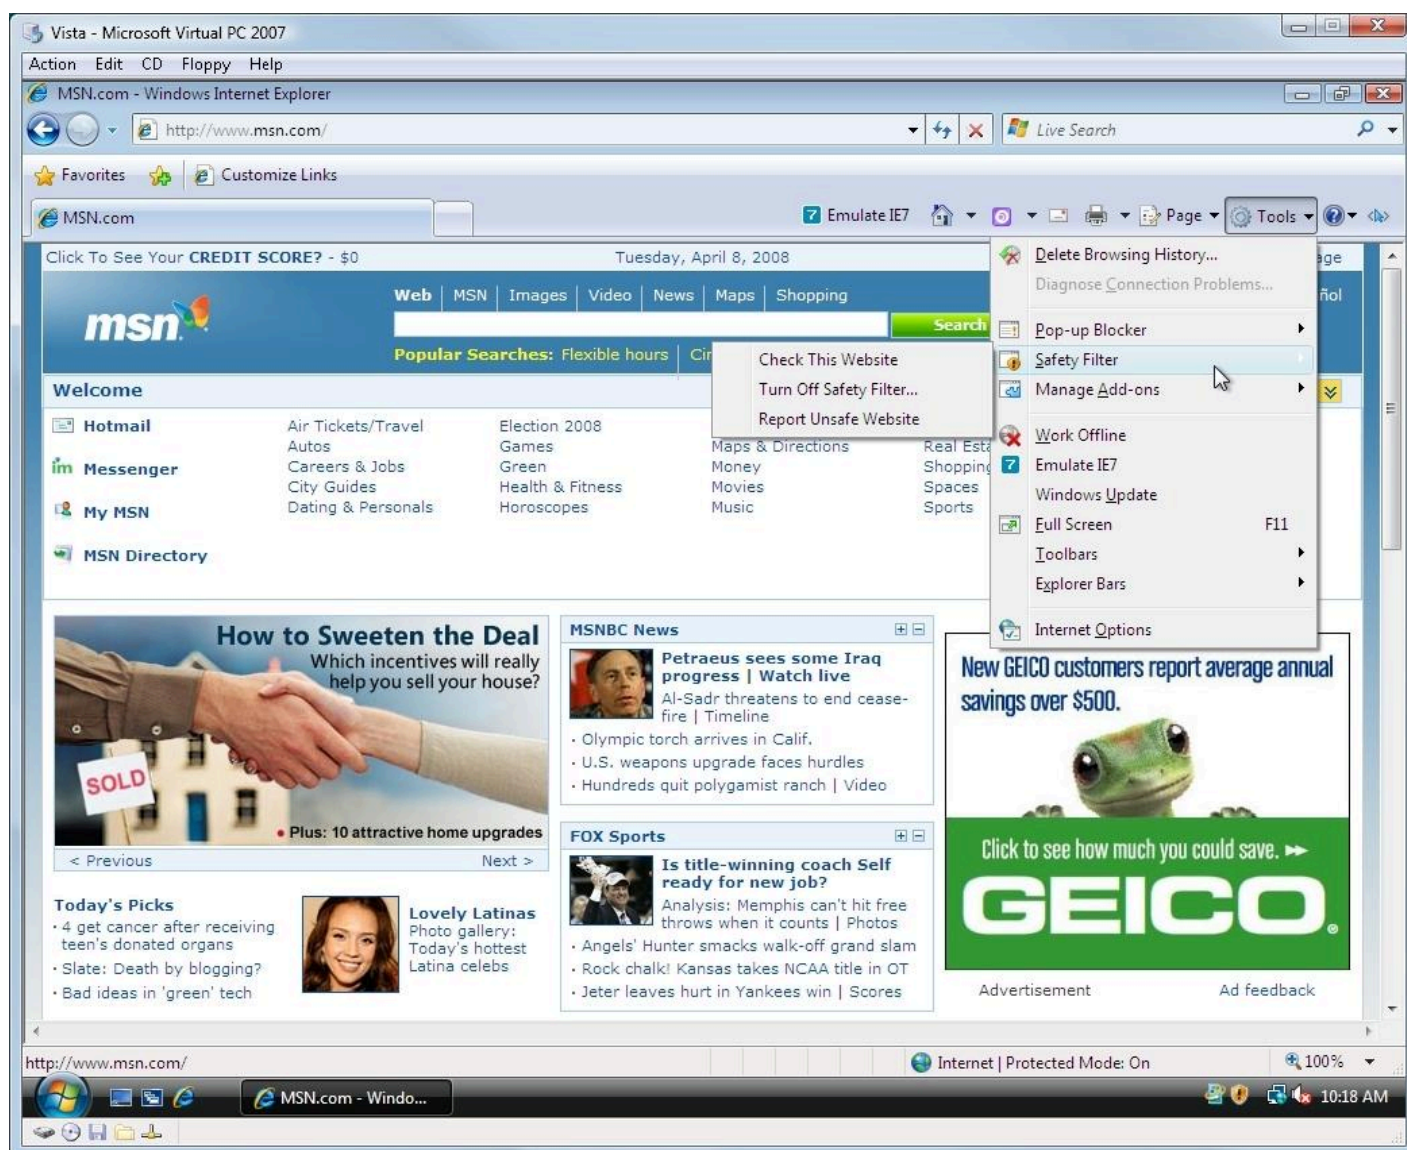 Vista - Microsoft Virtual PC 2007
Action Edit CD Floppy Help
MSN.com - Windows Internet Explorer
http://www.msn.com/
Live Search
Favorites Customize Links
MSN.com
Emulate IE7 Page Tools
Click To See Your CREDIT SCORE? - $0
Tuesday, April 8, 2008
msn
Web | MSN | Images | Video | News | Maps | Shopping
Search
Popular Searches: Flexible hours
Delete Browsing History...
Diagnose Connection Problems...
Pop-up Blocker
Safety Filter
Manage Add-ons
Work Offline
7 Emulate IE7
Windows Update
Full Screen F11
Toolbars
Explorer Bars
Internet Options
Check This Website
Turn Off Safety Filter...
Report Unsafe Website
Welcome
Hotmail
im Messenger
My MSN
MSN Directory
Air Tickets/Travel
Autos
Careers & Jobs
City Guides
Dating & Personals
Election 2008
Games
Green
Health & Fitness
Horoscopes
Maps & Directions
Money
Movies
Music
Shopping
Spaces
Sports
How to Sweeten the Deal
Which incentives will really
help you sell your house?
SOLD
• Plus: 10 attractive home upgrades
< Previous Next >
Today's Picks
· 4 get cancer after receiving
teen's donated organs
· Slate: Death by blogging?
· Bad ideas in 'green' tech
Lovely Latinas
Photo gallery:
Today's hottest
Latina celebs
MSNBC News
Petraeus sees some Iraq
progress | Watch live
Al-Sadr threatens to end cease-
fire | Timeline
· Olympic torch arrives in Calif.
· U.S. weapons upgrade faces hurdles
· Hundreds quit polygamist ranch | Video
FOX Sports
Is title-winning coach Self
ready for new job?
Analysis: Memphis can't hit free
throws when it counts | Photos
· Angels' Hunter smacks walk-off grand slam
· Rock chalk! Kansas takes NCAA title in OT
· Jeter leaves hurt in Yankees win | Scores
New GEICO customers report average annual
savings over $500.
Click to see how much you could save.
GEICO.
Advertisement Ad feedback
http://www.msn.com/
Internet | Protected Mode: On
100%
MSN.com - Windo...
10:18 AM